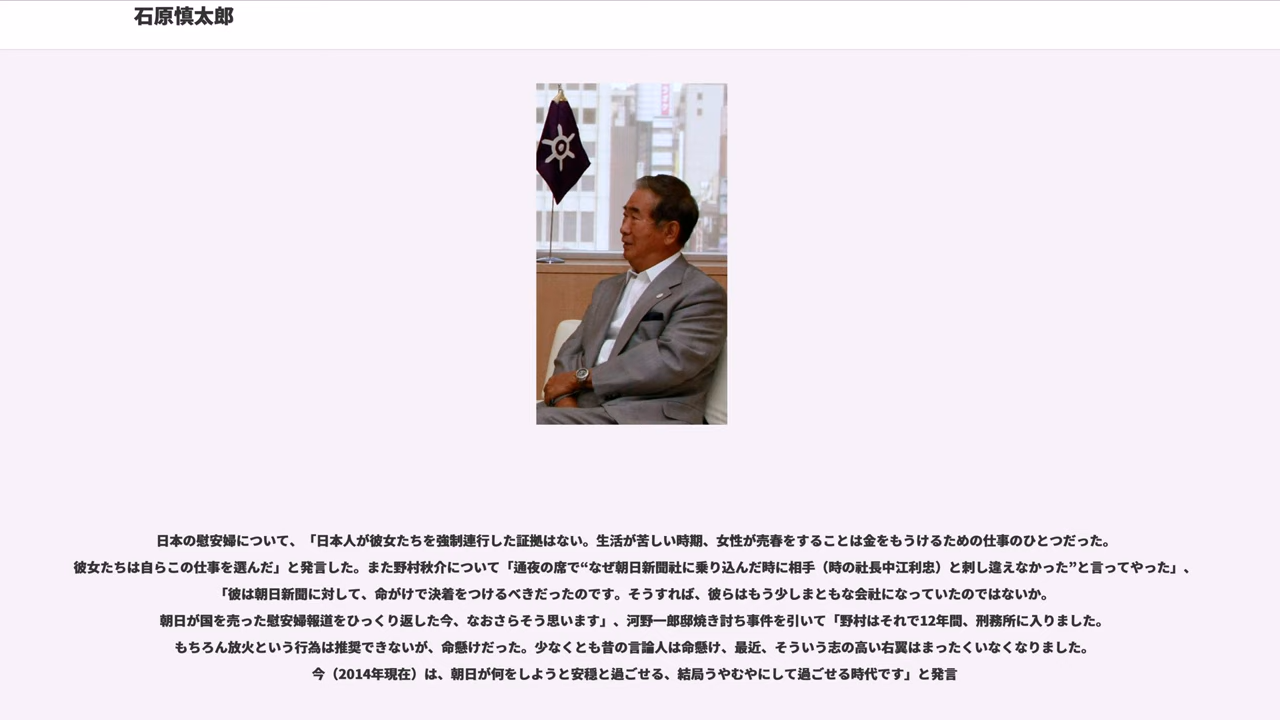 石原慎太郎
日本の慰安婦について、「日本人が彼女たちを強制連行した証拠はない。生活が苦しい時期、女性が売春をすることは金をもうけるための仕事のひとつだった。
彼女たちは自らこの仕事を選んだ」と発言した。また野村秋介について「通夜の席で“なぜ朝日新聞社に乗り込んだ時に相手（時の社長中江利忠）と刺し違えなかった”と言ってやった」、
「彼は朝日新聞に対して、命がけで決着をつけるべきだったのです。そうすれば、彼らはもう少しまともな会社になっていたのではないか。
朝日が国を売った慰安婦報道をひっくり返した今、なおさらそう思います」、河野一郎邸焼き討ち事件を引いて「野村はそれで12年間、刑務所に入りました。
もちろん放火という行為は推奨できないが、命懸けだった。少なくとも昔の言論人は命懸け、最近、そういう志の高い右翼はまったくいなくなりました。
今（2014年現在）は、朝日が何をしようと安穏と過ごせる、結局うやむやにして過ごせる時代です」と発言